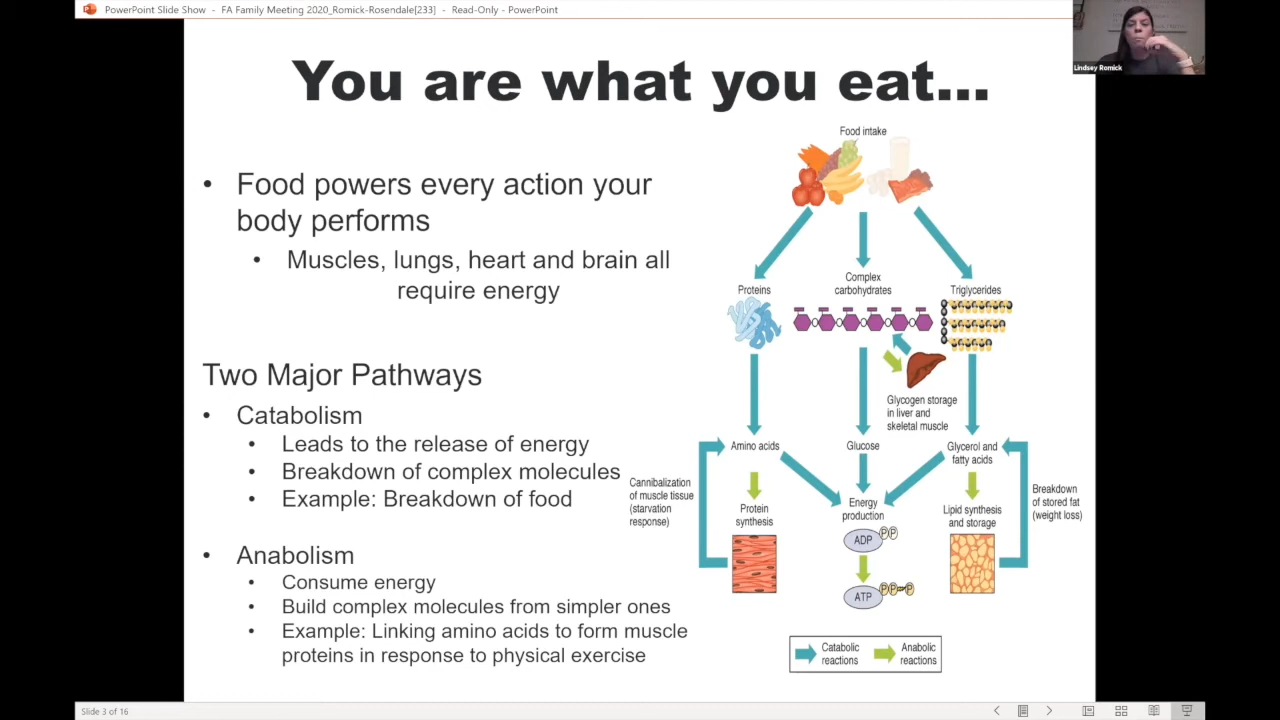 PowerPoint Slide Show - FA Family Meeting 2020_Romick-Rosendale[233] - Read-Only - PowerPoint
Lindsey Romick
You are what you eat...
• Food powers every action your
body performs
• Muscles, lungs, heart and brain all
require energy
Two Major Pathways
• Catabolism
• Leads to the release of energy
• Breakdown of complex molecules
• Example: Breakdown of food
• Anabolism
• Consume energy
• Build complex molecules from simpler ones
• Example: Linking amino acids to form muscle
proteins in response to physical exercise
Food intake
Proteins
Complex
carbohydrates
Triglycerides
Glycogen storage
in liver and
skeletal muscle
Amino acids
Glucose
Glycerol and
fatty acids
Cannibalization
of muscle tissue
(starvation
response)
Protein
synthesis
Energy
production
Lipid synthesis
and storage
Breakdown
of stored fat
(weight loss)
ADP P P
ATP P P P
Catabolic
reactions
Anabolic
reactions
Slide 3 of 16